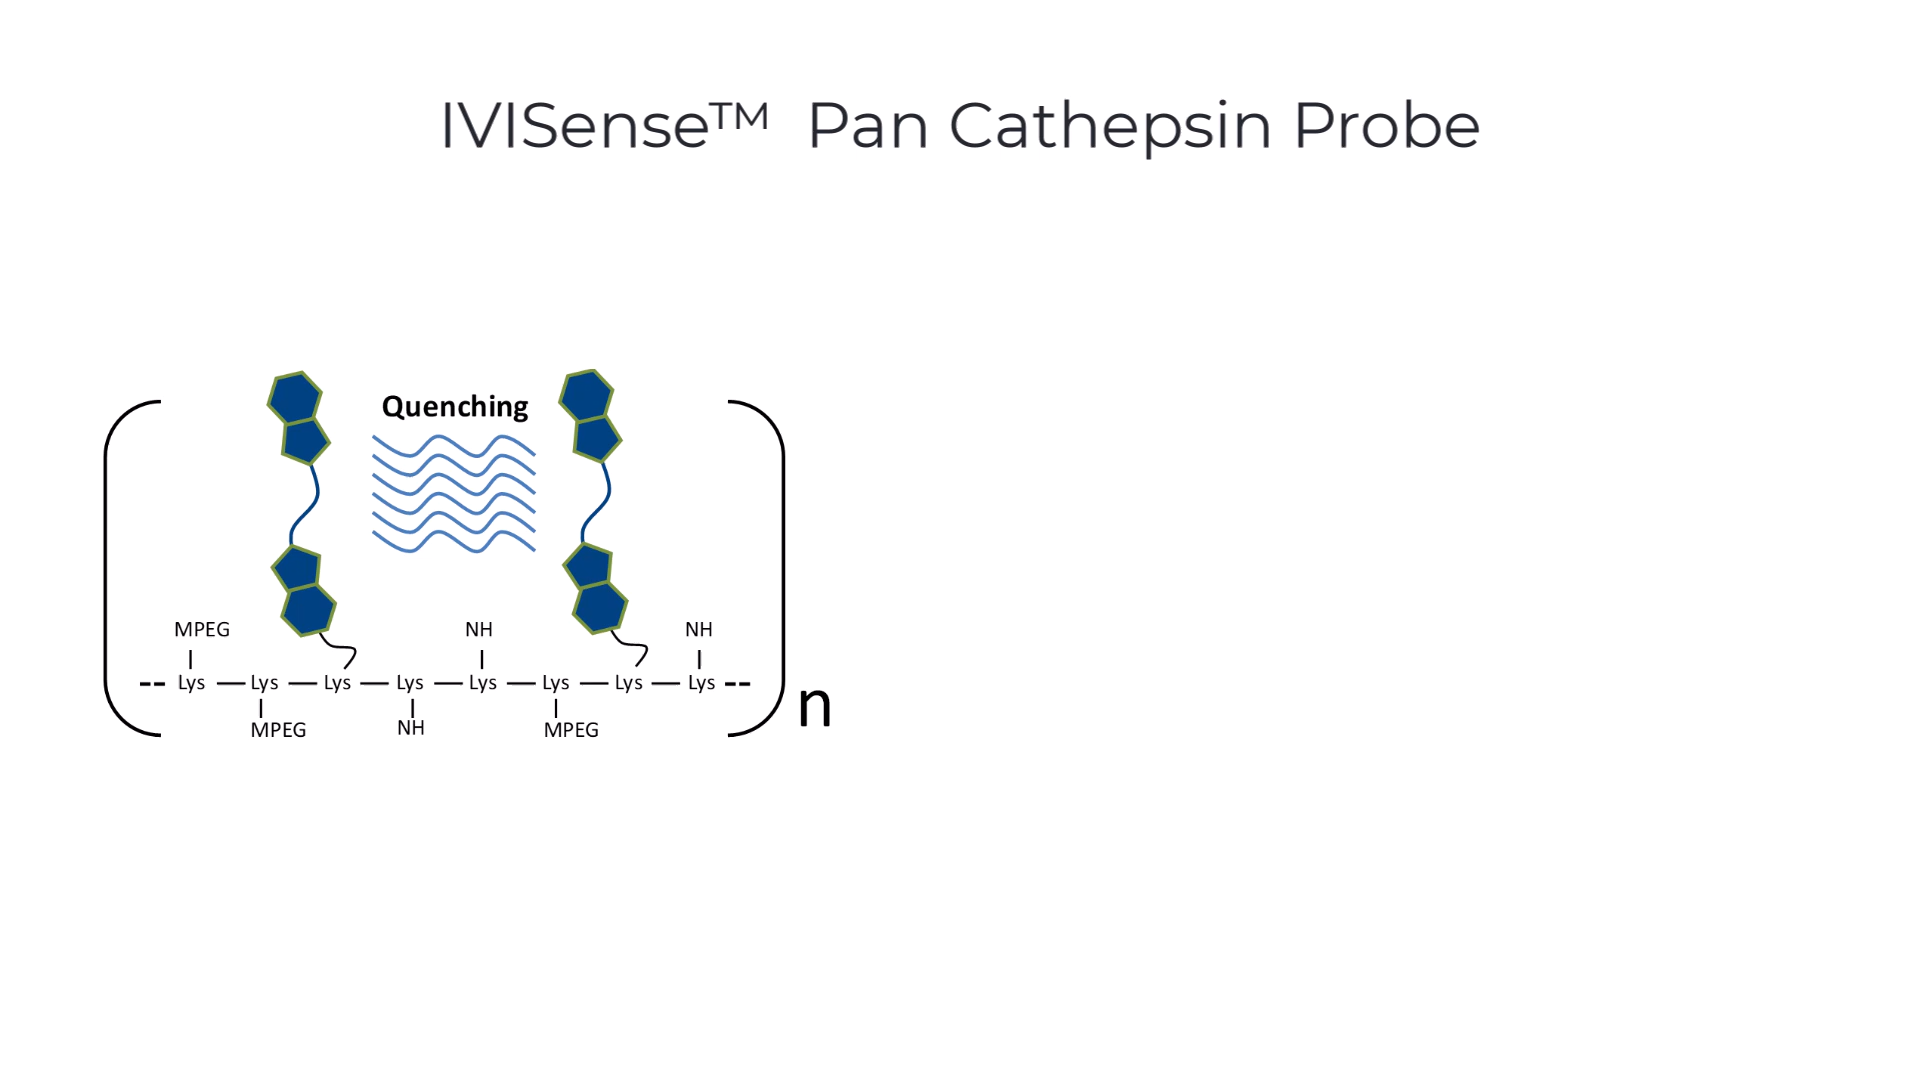 IVISense™ Pan Cathepsin Probe
Quenching
MPEG NH NH
-- Lys — Lys — Lys — Lys — Lys — Lys — Lys — Lys --
n
MPEG NH MPEG